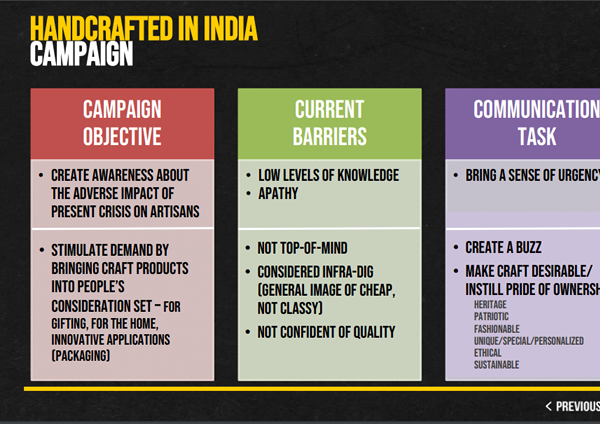 HANDCRAFTED IN INDIA
CAMPAIGN
CAMPAIGN
OBJECTIVE
• CREATE AWARENESS ABOUT
THE ADVERSE IMPACT OF
PRESENT CRISIS ON ARTISANS
• STIMULATE DEMAND BY
BRINGING CRAFT PRODUCTS
INTO PEOPLE'S
CONSIDERATION SET – FOR
GIFTING, FOR THE HOME,
INNOVATIVE APPLICATIONS
(PACKAGING)
CURRENT
BARRIERS
• LOW LEVELS OF KNOWLEDGE
• APATHY
• NOT TOP-OF-MIND
• CONSIDERED INFRA-DIG
(GENERAL IMAGE OF CHEAP,
NOT CLASSY)
• NOT CONFIDENT OF QUALITY
COMMUNICATION
TASK
• BRING A SENSE OF URGENCY
• CREATE A BUZZ
• MAKE CRAFT DESIRABLE/
INSTILL PRIDE OF OWNERSH
HERITAGE
PATRIOTIC
FASHIONABLE
UNIQUE/SPECIAL/PERSONALIZED
ETHICAL
SUSTAINABLE
< PREVIOUS